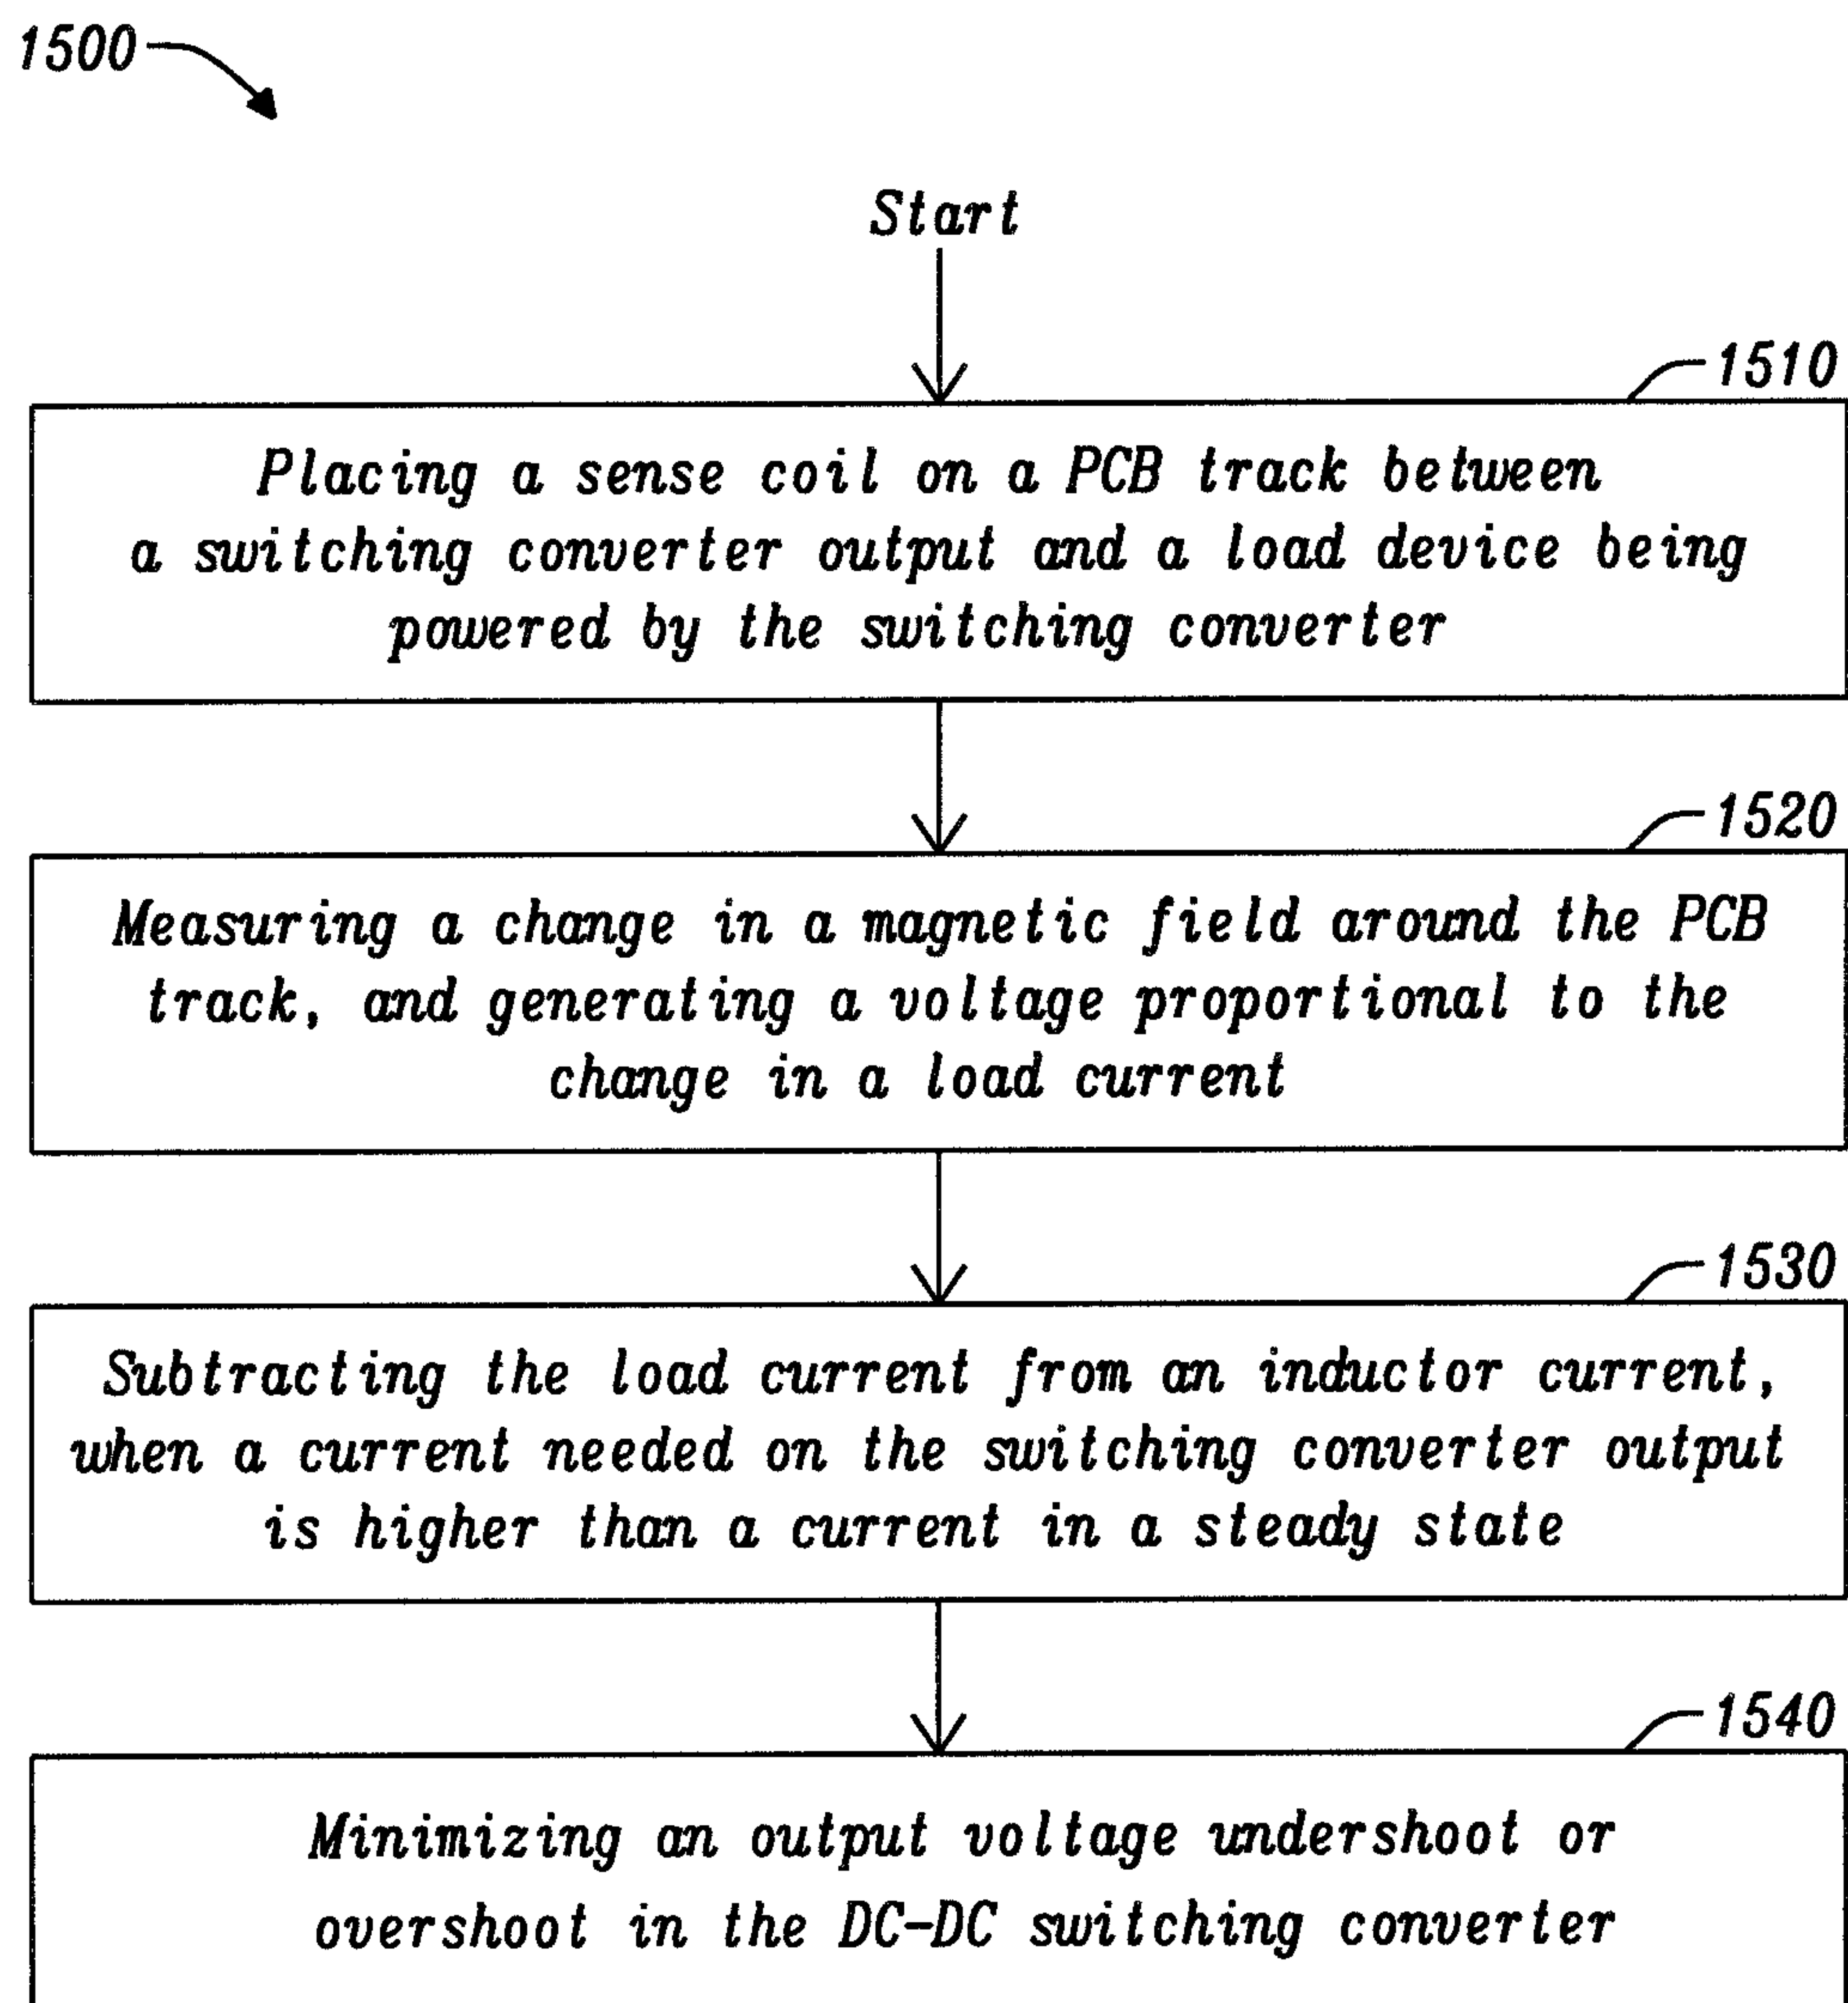 1500
Start
1510
Placing a sense coil on a PCB track between
a switching converter output and a load device being
powered by the switching converter
1520
Measuring a change in a magnetic field around the PCB
track, and generating a voltage proportional to the
change in a load current
1530
Subtracting the load current from an inductor current,
when a current needed on the switching converter output
is higher than a current in a steady state
1540
Minimizing an output voltage undershoot or
overshoot in the DC-DC switching converter